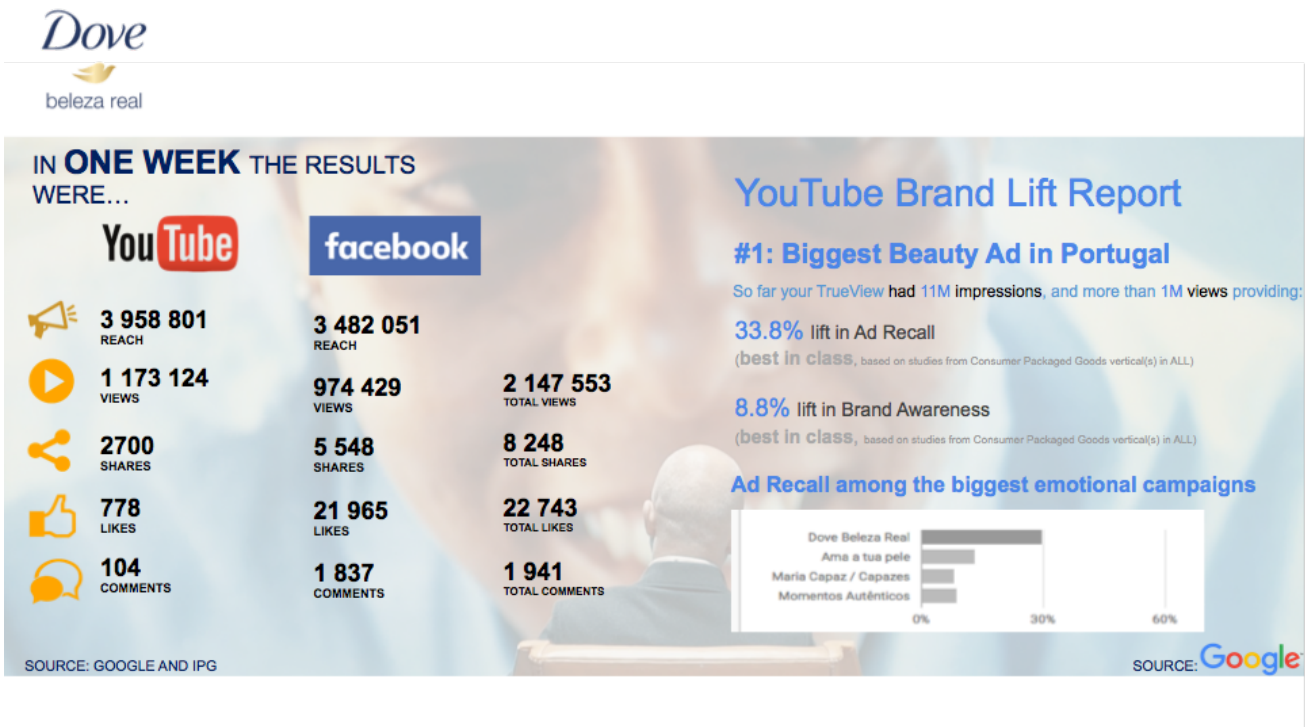 Dove
beleza real
IN ONE WEEK THE RESULTS
WERE...
YouTube
facebook
3 958 801
REACH
3 482 051
REACH
1 173 124
VIEWS
974 429
VIEWS
2 147 553
TOTAL VIEWS
2700
SHARES
5 548
SHARES
8 248
TOTAL SHARES
778
LIKES
21 965
LIKES
22 743
TOTAL LIKES
104
COMMENTS
1 837
COMMENTS
1 941
TOTAL COMMENTS
SOURCE: GOOGLE AND IPG
YouTube Brand Lift Report
#1: Biggest Beauty Ad in Portugal
So far your TrueView had 11M impressions, and more than 1M views providing:
33.8% lift in Ad Recall
(best in class, based on studies from Consumer Packaged Goods vertical(s) in ALL)
8.8% lift in Brand Awareness
(best in class, based on studies from Consumer Packaged Goods vertical(s) in ALL)
Ad Recall among the biggest emotional campaigns
Dove Beleza Real
Ama a tua pele
Maria Capaz / Capazes
Momentos Autênticos
0% 30% 60%
SOURCE: Google